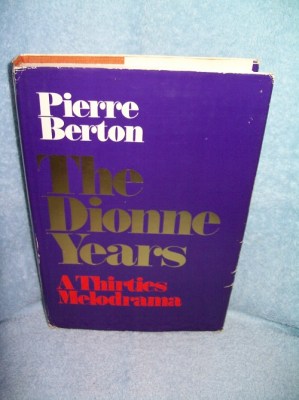 Pierre
Berton
The
Dionne
Years
A Thirties
Melodrama